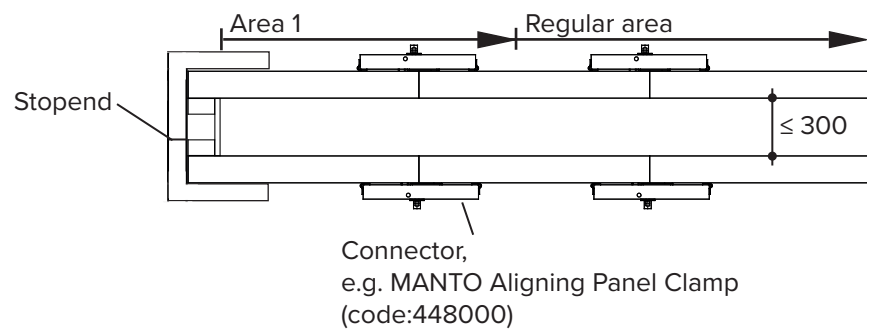 Area 1
Regular area
Stopend
≤ 300
Connector,
e.g. MANTO Aligning Panel Clamp
(code:448000)